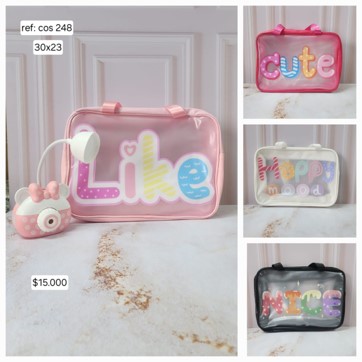 ref: cos 248
30x23
Like
$15.000
cute
Happy
mood
NICE